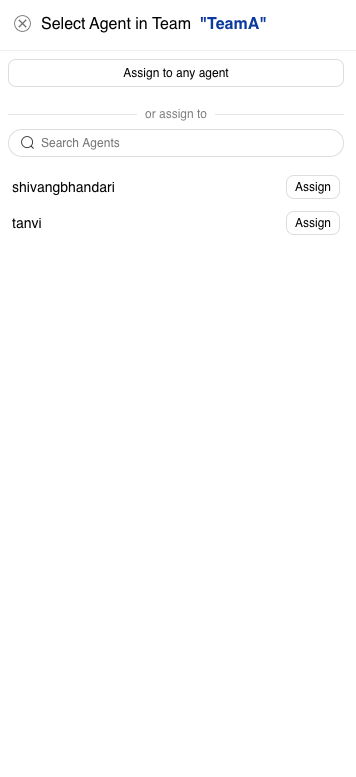 Select Agent in Team "TeamA"
Assign to any agent
or assign to
Search Agents
shivangbhandari Assign
tanvi Assign